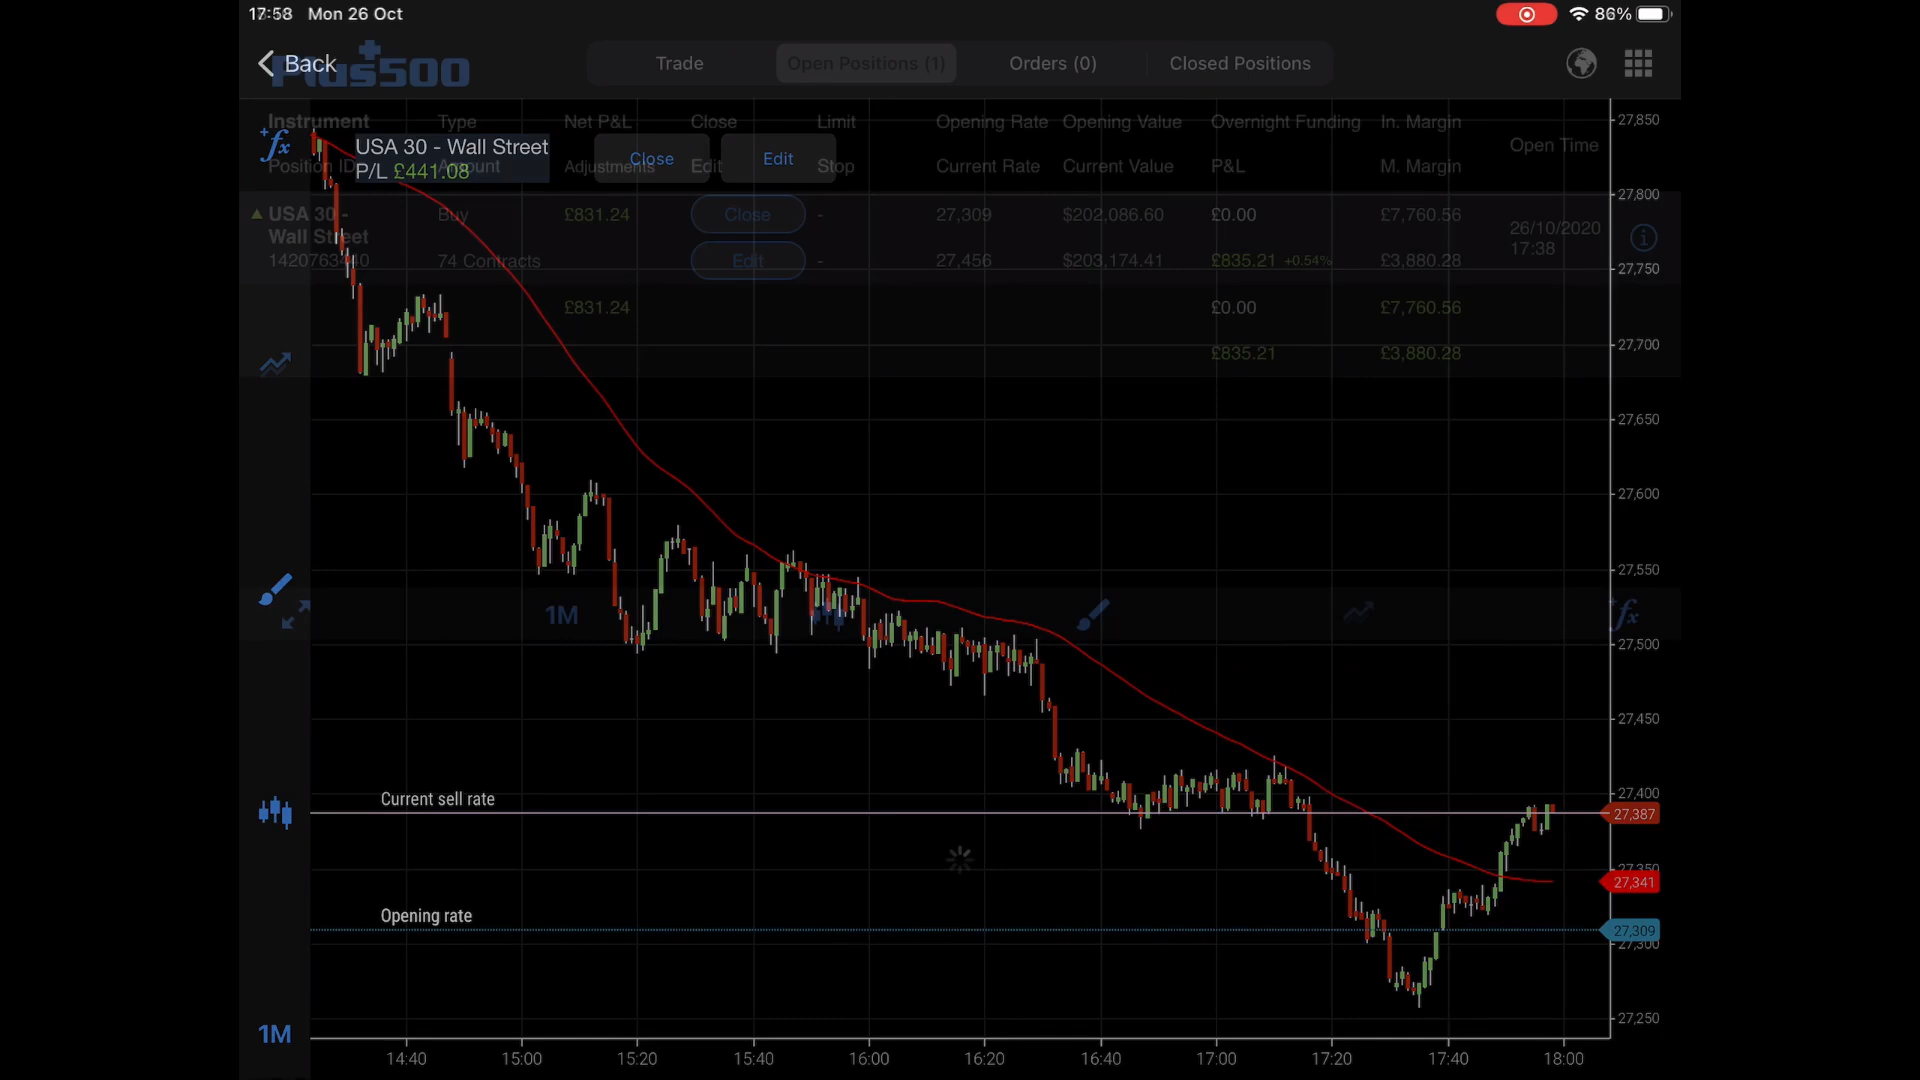 17:58 Mon 26 Oct 86%
Back Plus500 Trade Open Positions (1) Orders (0) Closed Positions
Instrument Type Net P&L Close Limit Opening Rate Opening Value Overnight Funding In. Margin Open Time
Position ID Amount Adjustments Edit Stop Current Rate Current Value P&L M. Margin
USA 30 - Wall Street
P/L £441.08
Close Edit
USA 30 - Buy £831.24 Close - 27,309 $202,086.60 £0.00 £7,760.56 26/10/2020
Wall Street 17:38
1420763440 74 Contracts Edit - 27,456 $203,174.41 £835.21 +0.54% £3,880.28
£831.24 £0.00 £7,760.56
£835.21 £3,880.28
1M
fx
fx
Current sell rate
Opening rate
1M
27,850
27,800
27,750
27,700
27,650
27,600
27,550
27,500
27,450
27,400
27,387
27,350
27,341
27,309
27,300
27,250
14:40 15:00 15:20 15:40 16:00 16:20 16:40 17:00 17:20 17:40 18:00